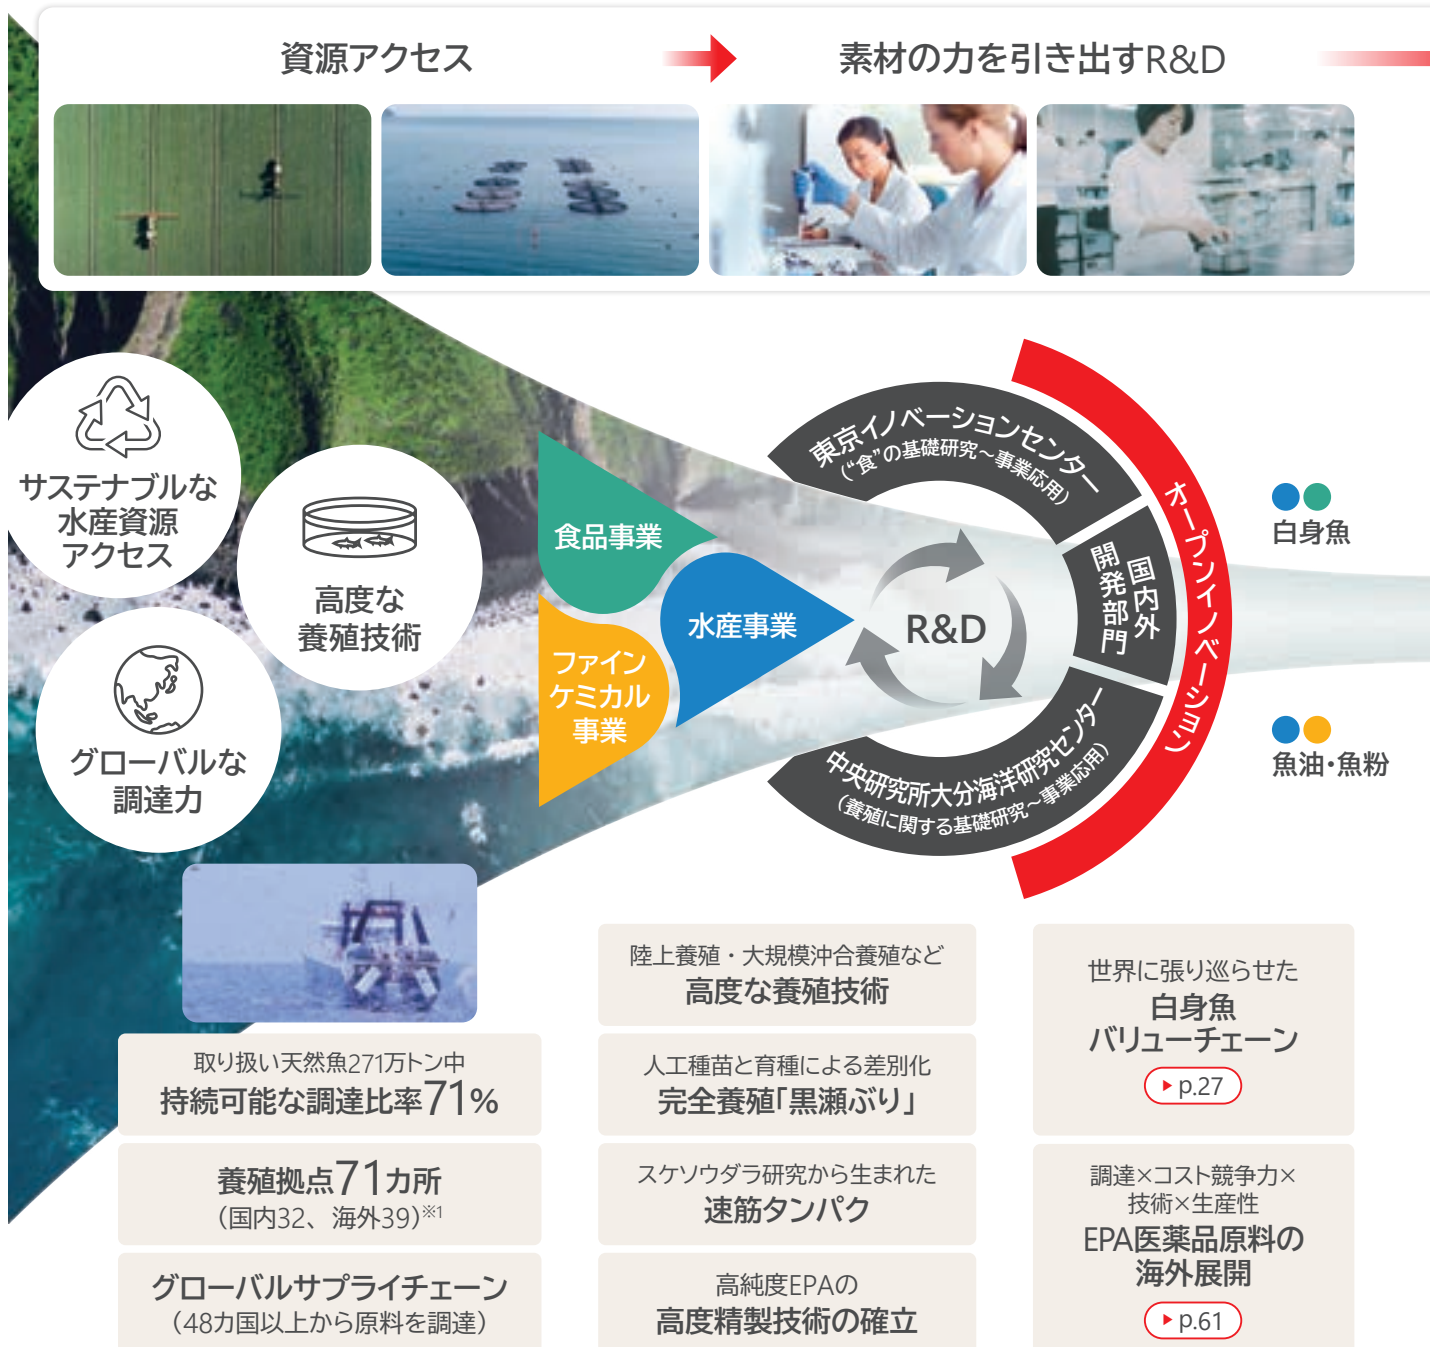 資源アクセス
素材の力を引き出すR&D
サステナブルな
水産資源
アクセス
高度な
養殖技術
グローバルな
調達力
食品事業
水産事業
ファイン
ケミカル
事業
R&D
東京イノベーションセンター
（“食”の基礎研究～事業応用）
国内外
開発部門
中央研究所大分海洋研究センター
（養殖に関する基礎研究～事業応用）
オープンイノベーション
白身魚
魚油・魚粉
取り扱い天然魚271万トン中
持続可能な調達比率71%
養殖拠点71カ所
（国内32、海外39）※1
グローバルサプライチェーン
（48カ国以上から原料を調達）
陸上養殖・大規模沖合養殖など
高度な養殖技術
人工種苗と育種による差別化
完全養殖「黒瀬ぶり」
スケソウダラ研究から生まれた
速筋タンパク
高純度EPAの
高度精製技術の確立
世界に張り巡らせた
白身魚
バリューチェーン
p.27
調達×コスト競争力×
技術×生産性
EPA医薬品原料の
海外展開
p.61